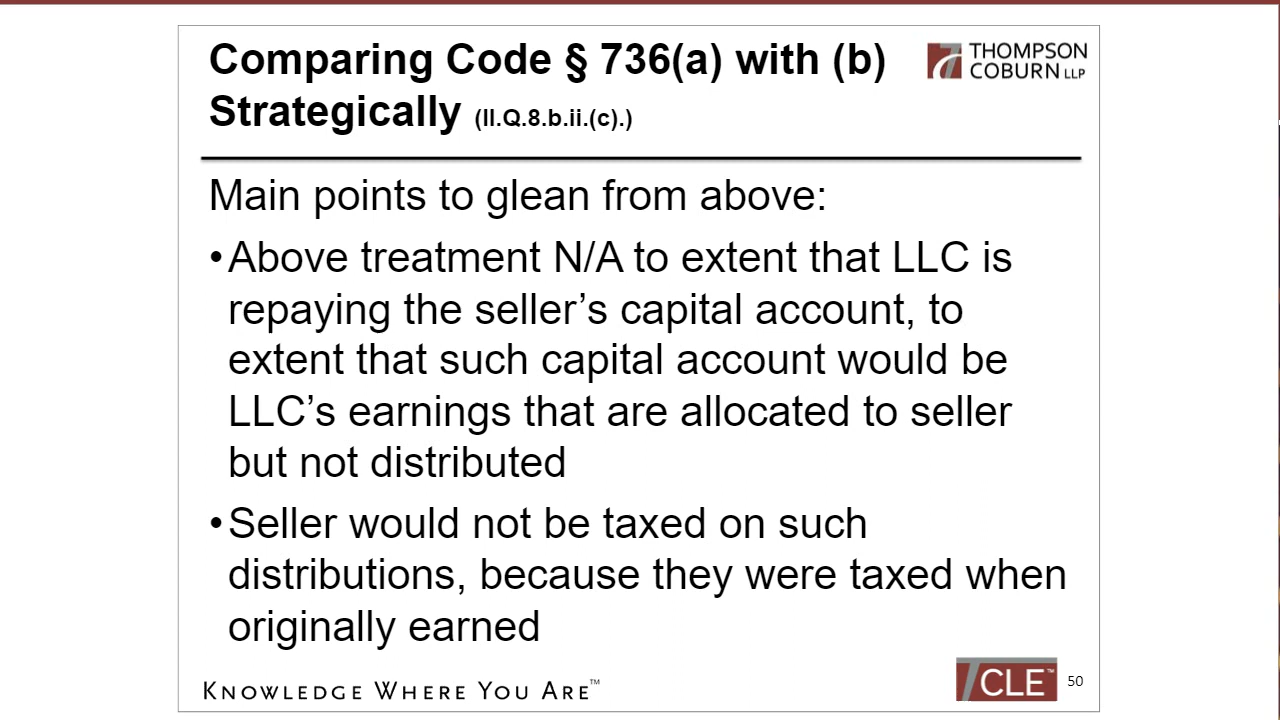 Comparing Code § 736(a) with (b)
Strategically (II.Q.8.b.ii.(c).)
THOMPSON
COBURN LLP
Main points to glean from above:
•Above treatment N/A to extent that LLC is
repaying the seller’s capital account, to
extent that such capital account would be
LLC’s earnings that are allocated to seller
but not distributed
•Seller would not be taxed on such
distributions, because they were taxed when
originally earned
KNOWLEDGE WHERE YOU ARE™
CLE™
50